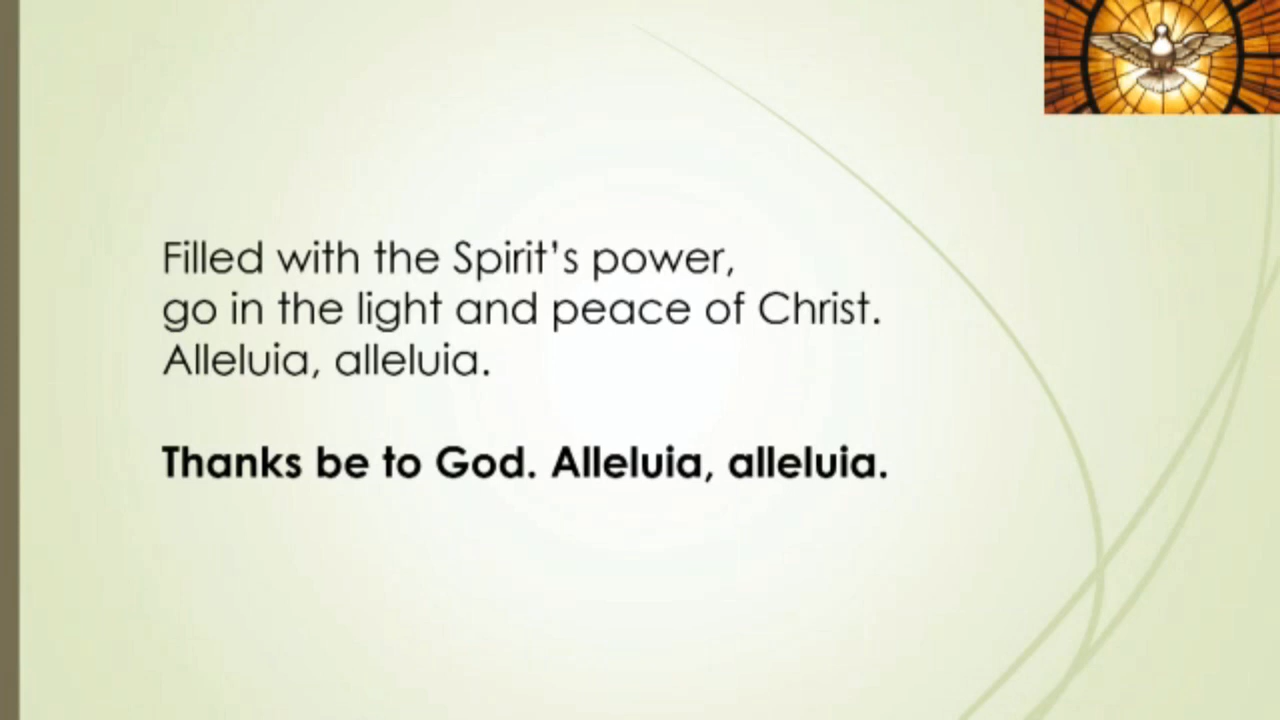 Filled with the Spirit’s power,
go in the light and peace of Christ.
Alleluia, alleluia.
Thanks be to God. Alleluia, alleluia.